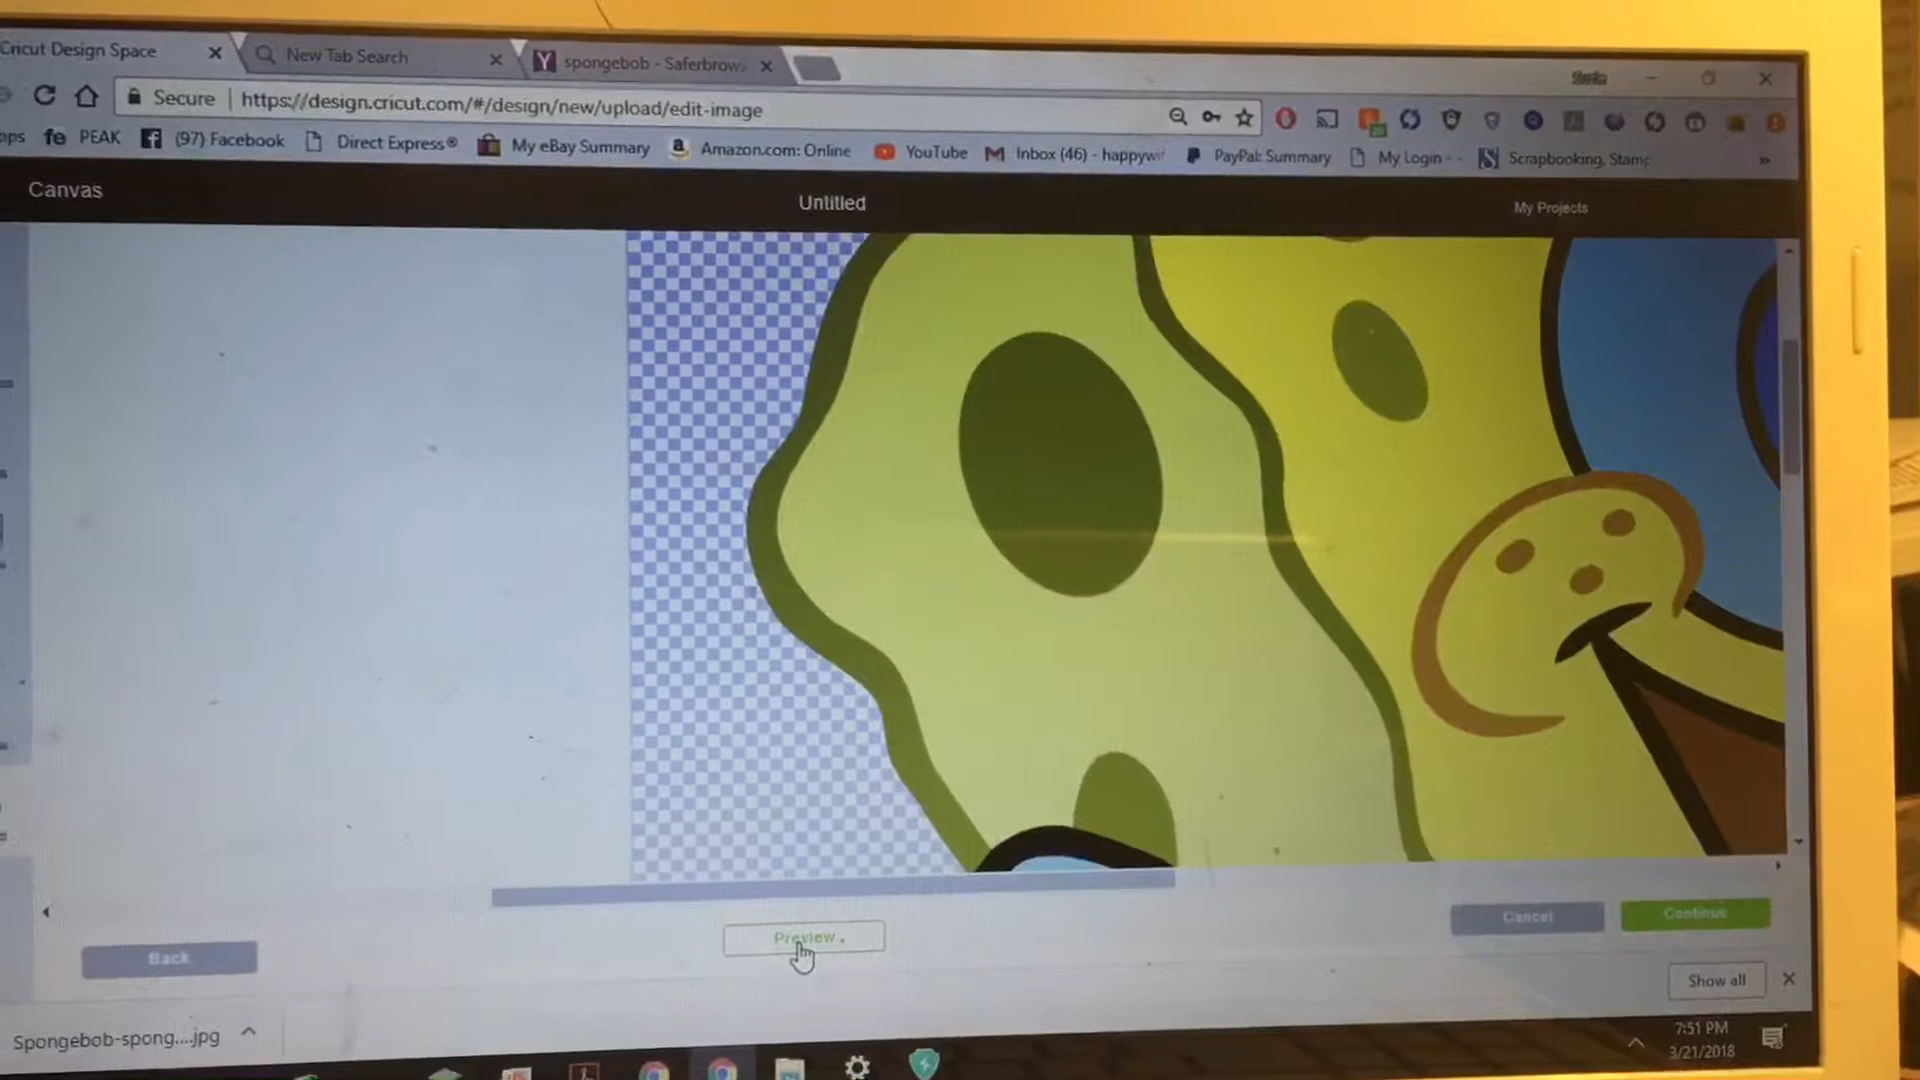 Cricut Design Space
New Tab Search
spongebob - Saferbrows
Secure
https://design.cricut.com/#/design/new/upload/edit-image
PEAK
(97) Facebook
Direct Express®
My eBay Summary
Amazon.com: Online
YouTube
Inbox (46) - happywi
PayPal: Summary
My Login - -
Scrapbooking, Stamp
Canvas
Untitled
My Projects
Preview
Cancel
Continue
Back
Show all
Spongebob-spong....jpg
7:51 PM
3/21/2018